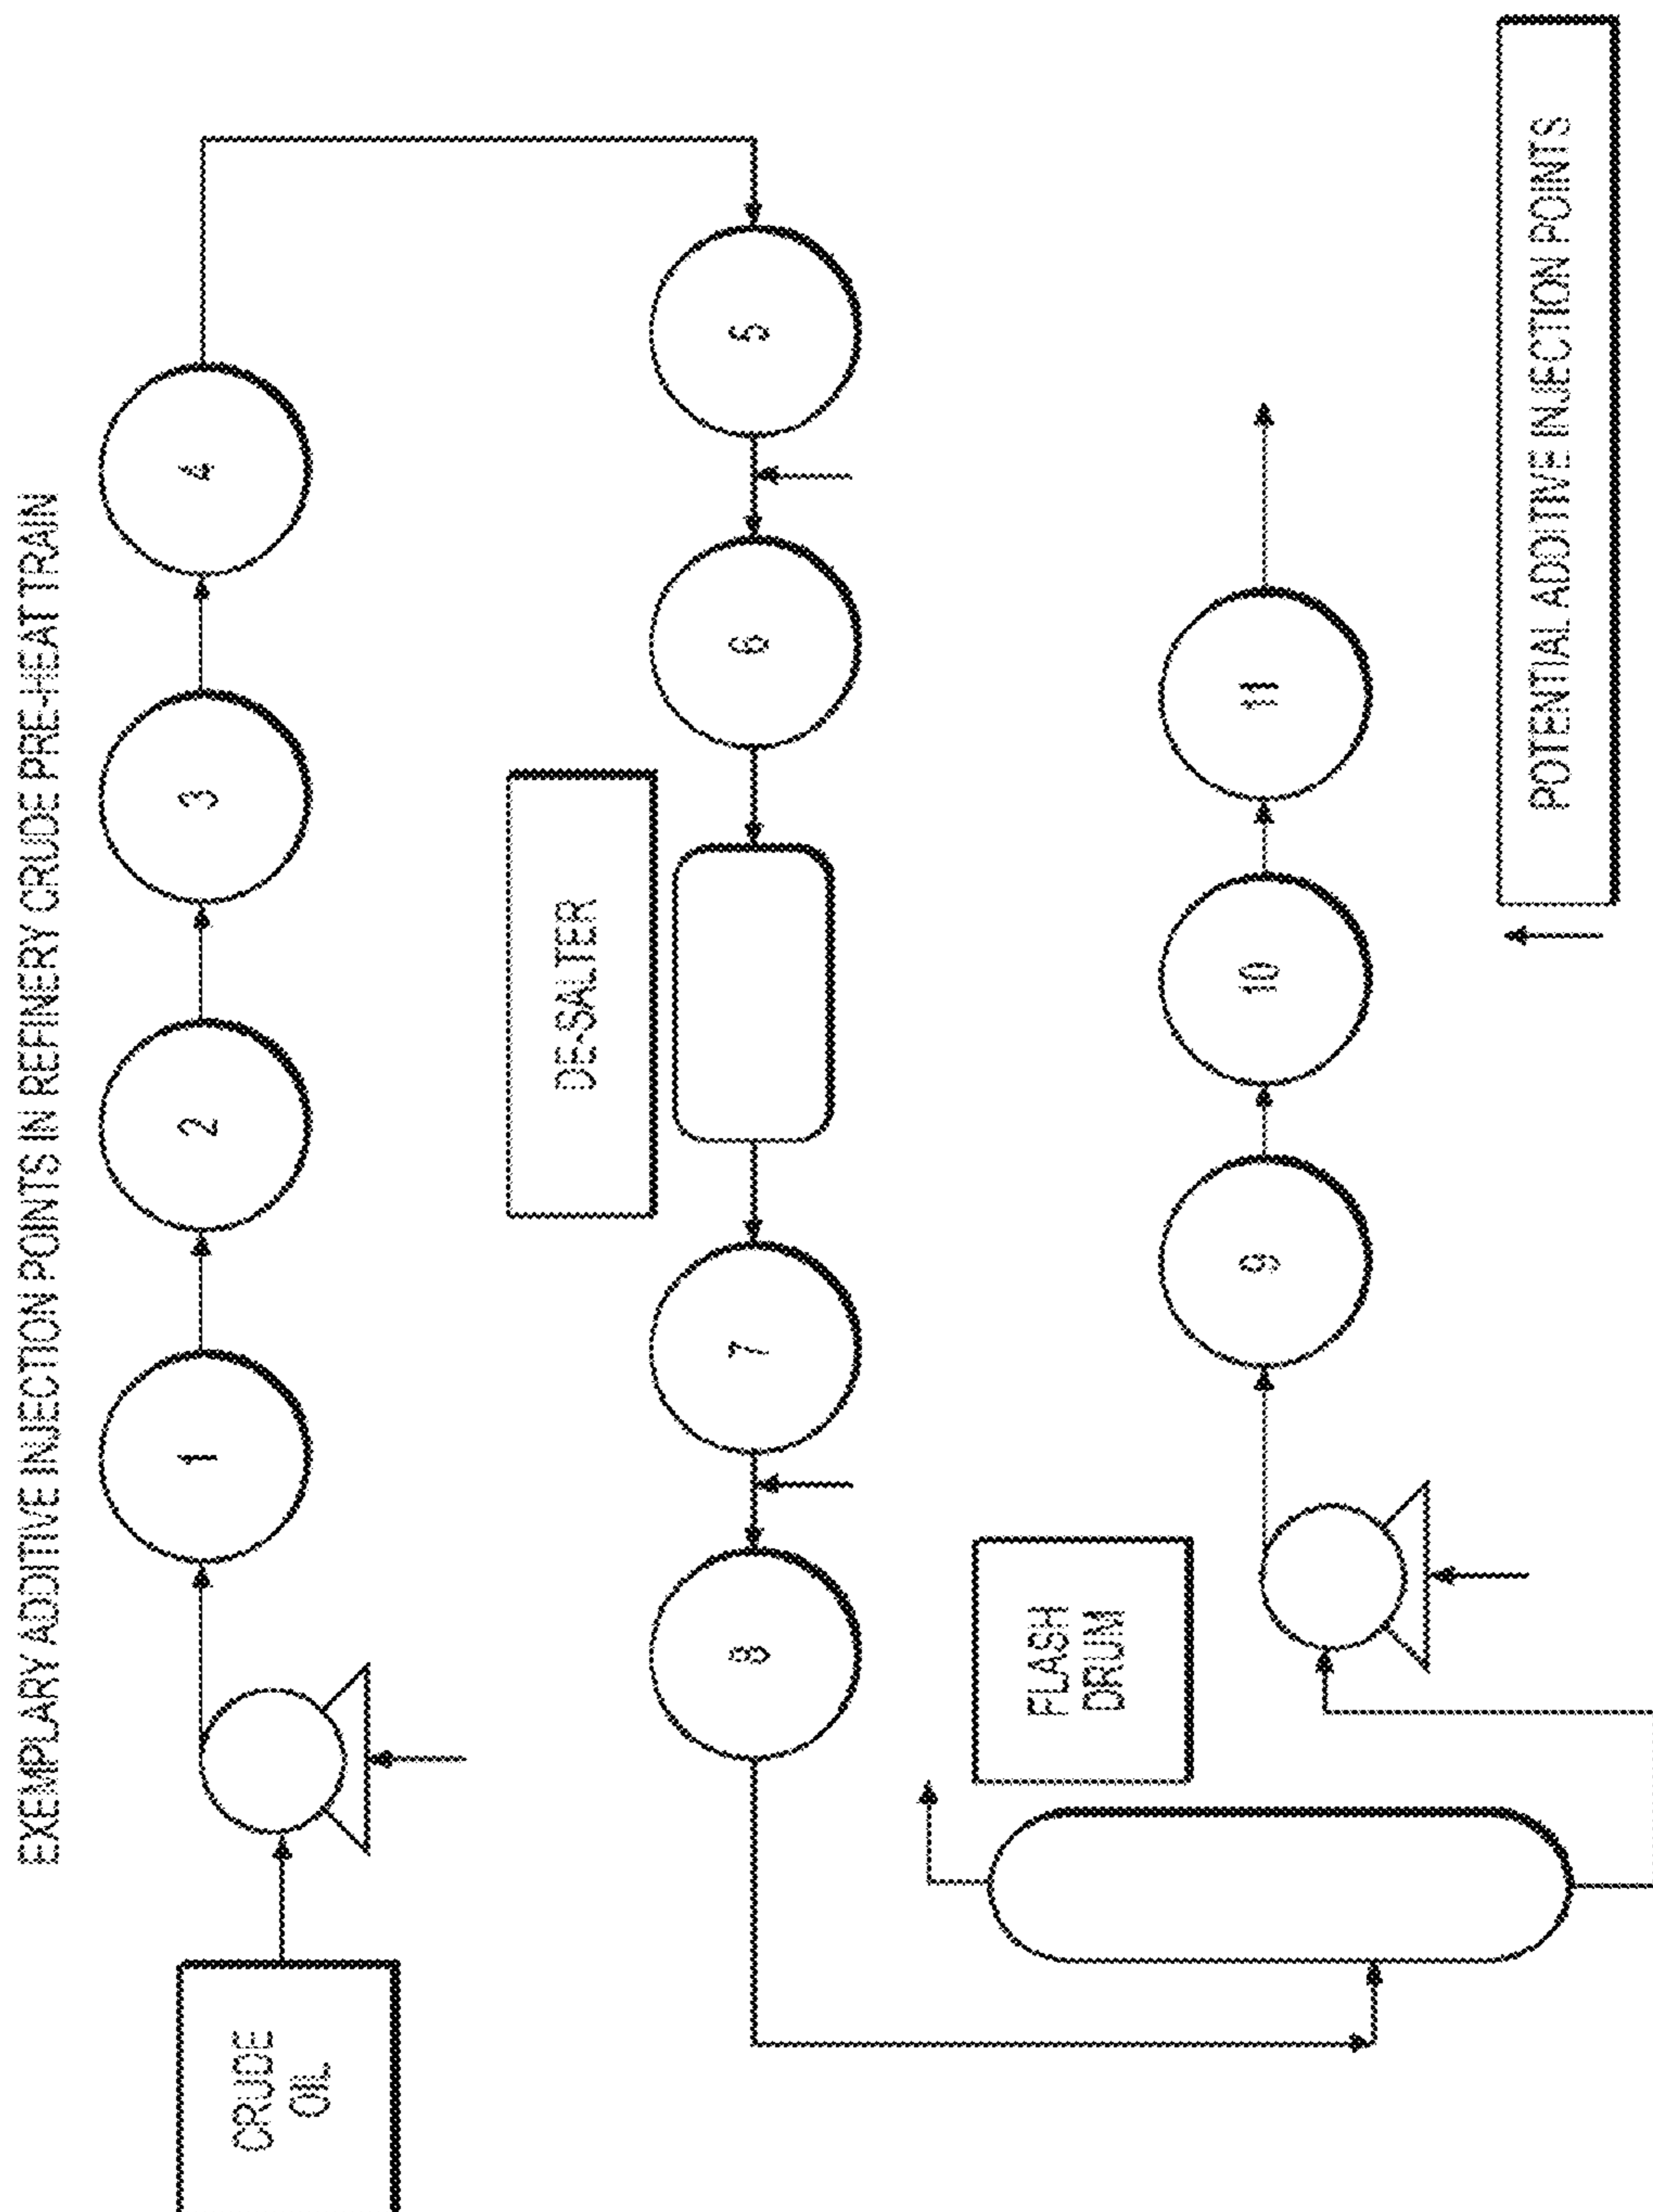 EXEMPLARY ADDITIVE INJECTION POINTS IN REFINERY CRUDE PRE-HEAT TRAIN
CRUDE
OIL
1
2
3
4
5
6
DE-SALTER
7
8
FLASH
DRUM
9
10
11
POTENTIAL ADDITIVE INJECTION POINTS